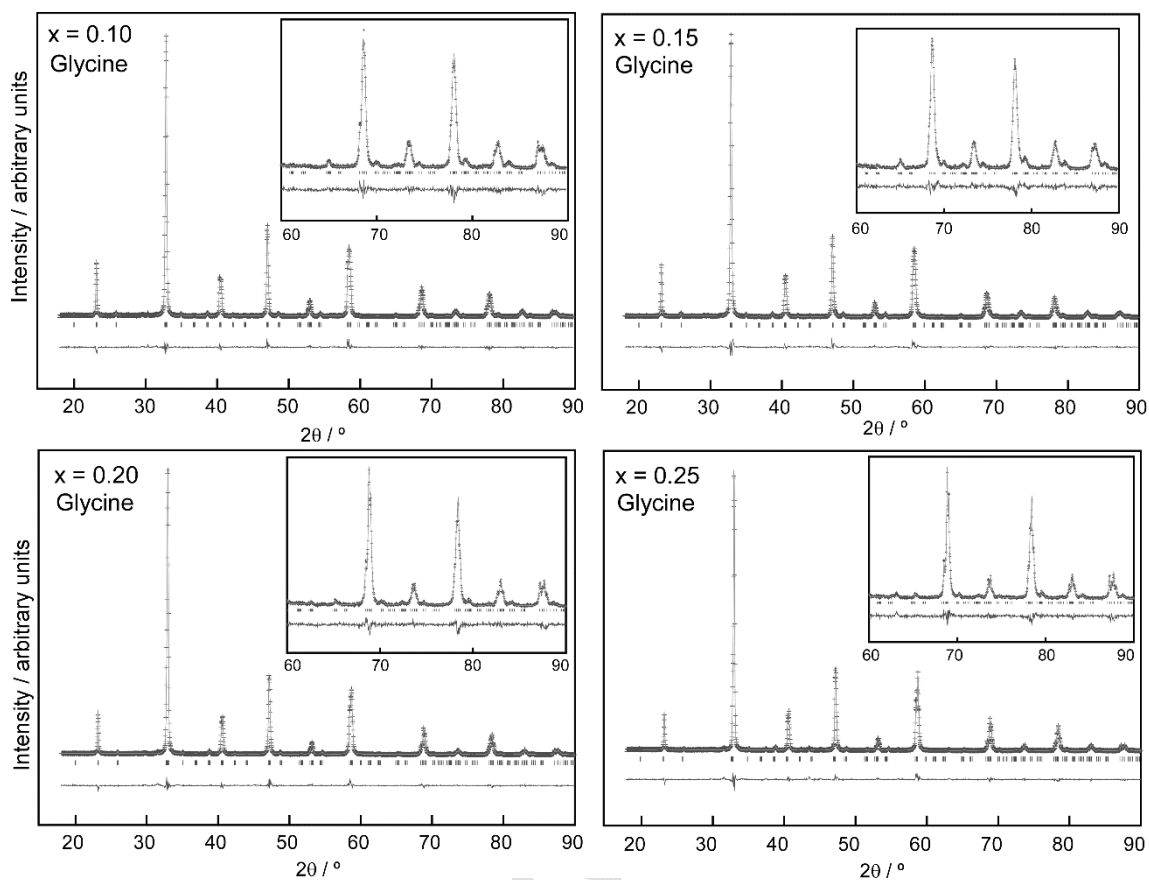 x = 0.10
Glycine
60 70 80 90
Intensity / arbitrary units
20 30 40 50 60 70 80 90
2θ / º
x = 0.15
Glycine
60 70 80 90
20 30 40 50 60 70 80 90
2θ / º
x = 0.20
Glycine
60 70 80 90
Intensity / arbitrary units
20 30 40 50 60 70 80 90
2θ / º
x = 0.25
Glycine
60 70 80 90
20 30 40 50 60 70 80 90
2θ / º